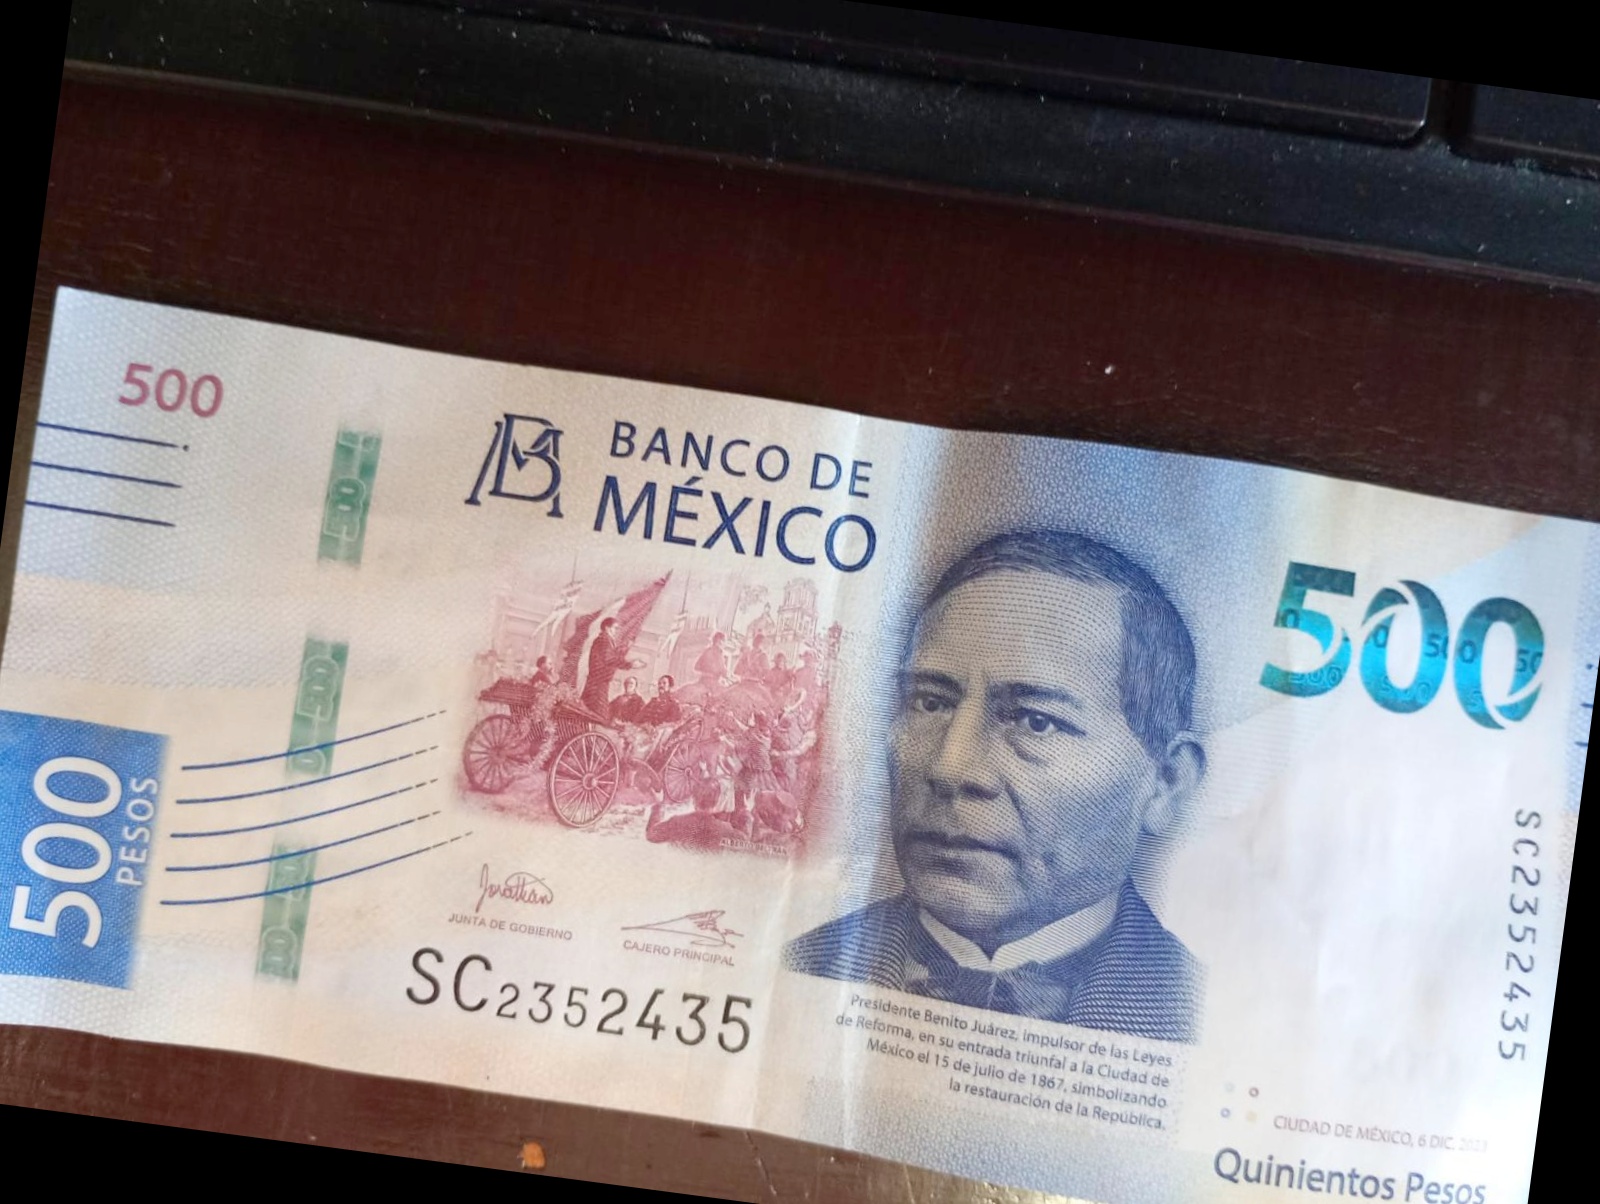 500
BM
BANCO DE
MÉXICO
500
500
500
500
PESOS
JUNTA DE GOBIERNO
CAJERO PRINCIPAL
SC2352435
SC2352435
Presidente Benito Juárez, impulsor de las Leyes
de Reforma, en su entrada triunfal a la Ciudad de
México el 15 de julio de 1867, simbolizando
la restauración de la República.
CIUDAD DE MÉXICO, 6 DIC.
Quinientos Pesos